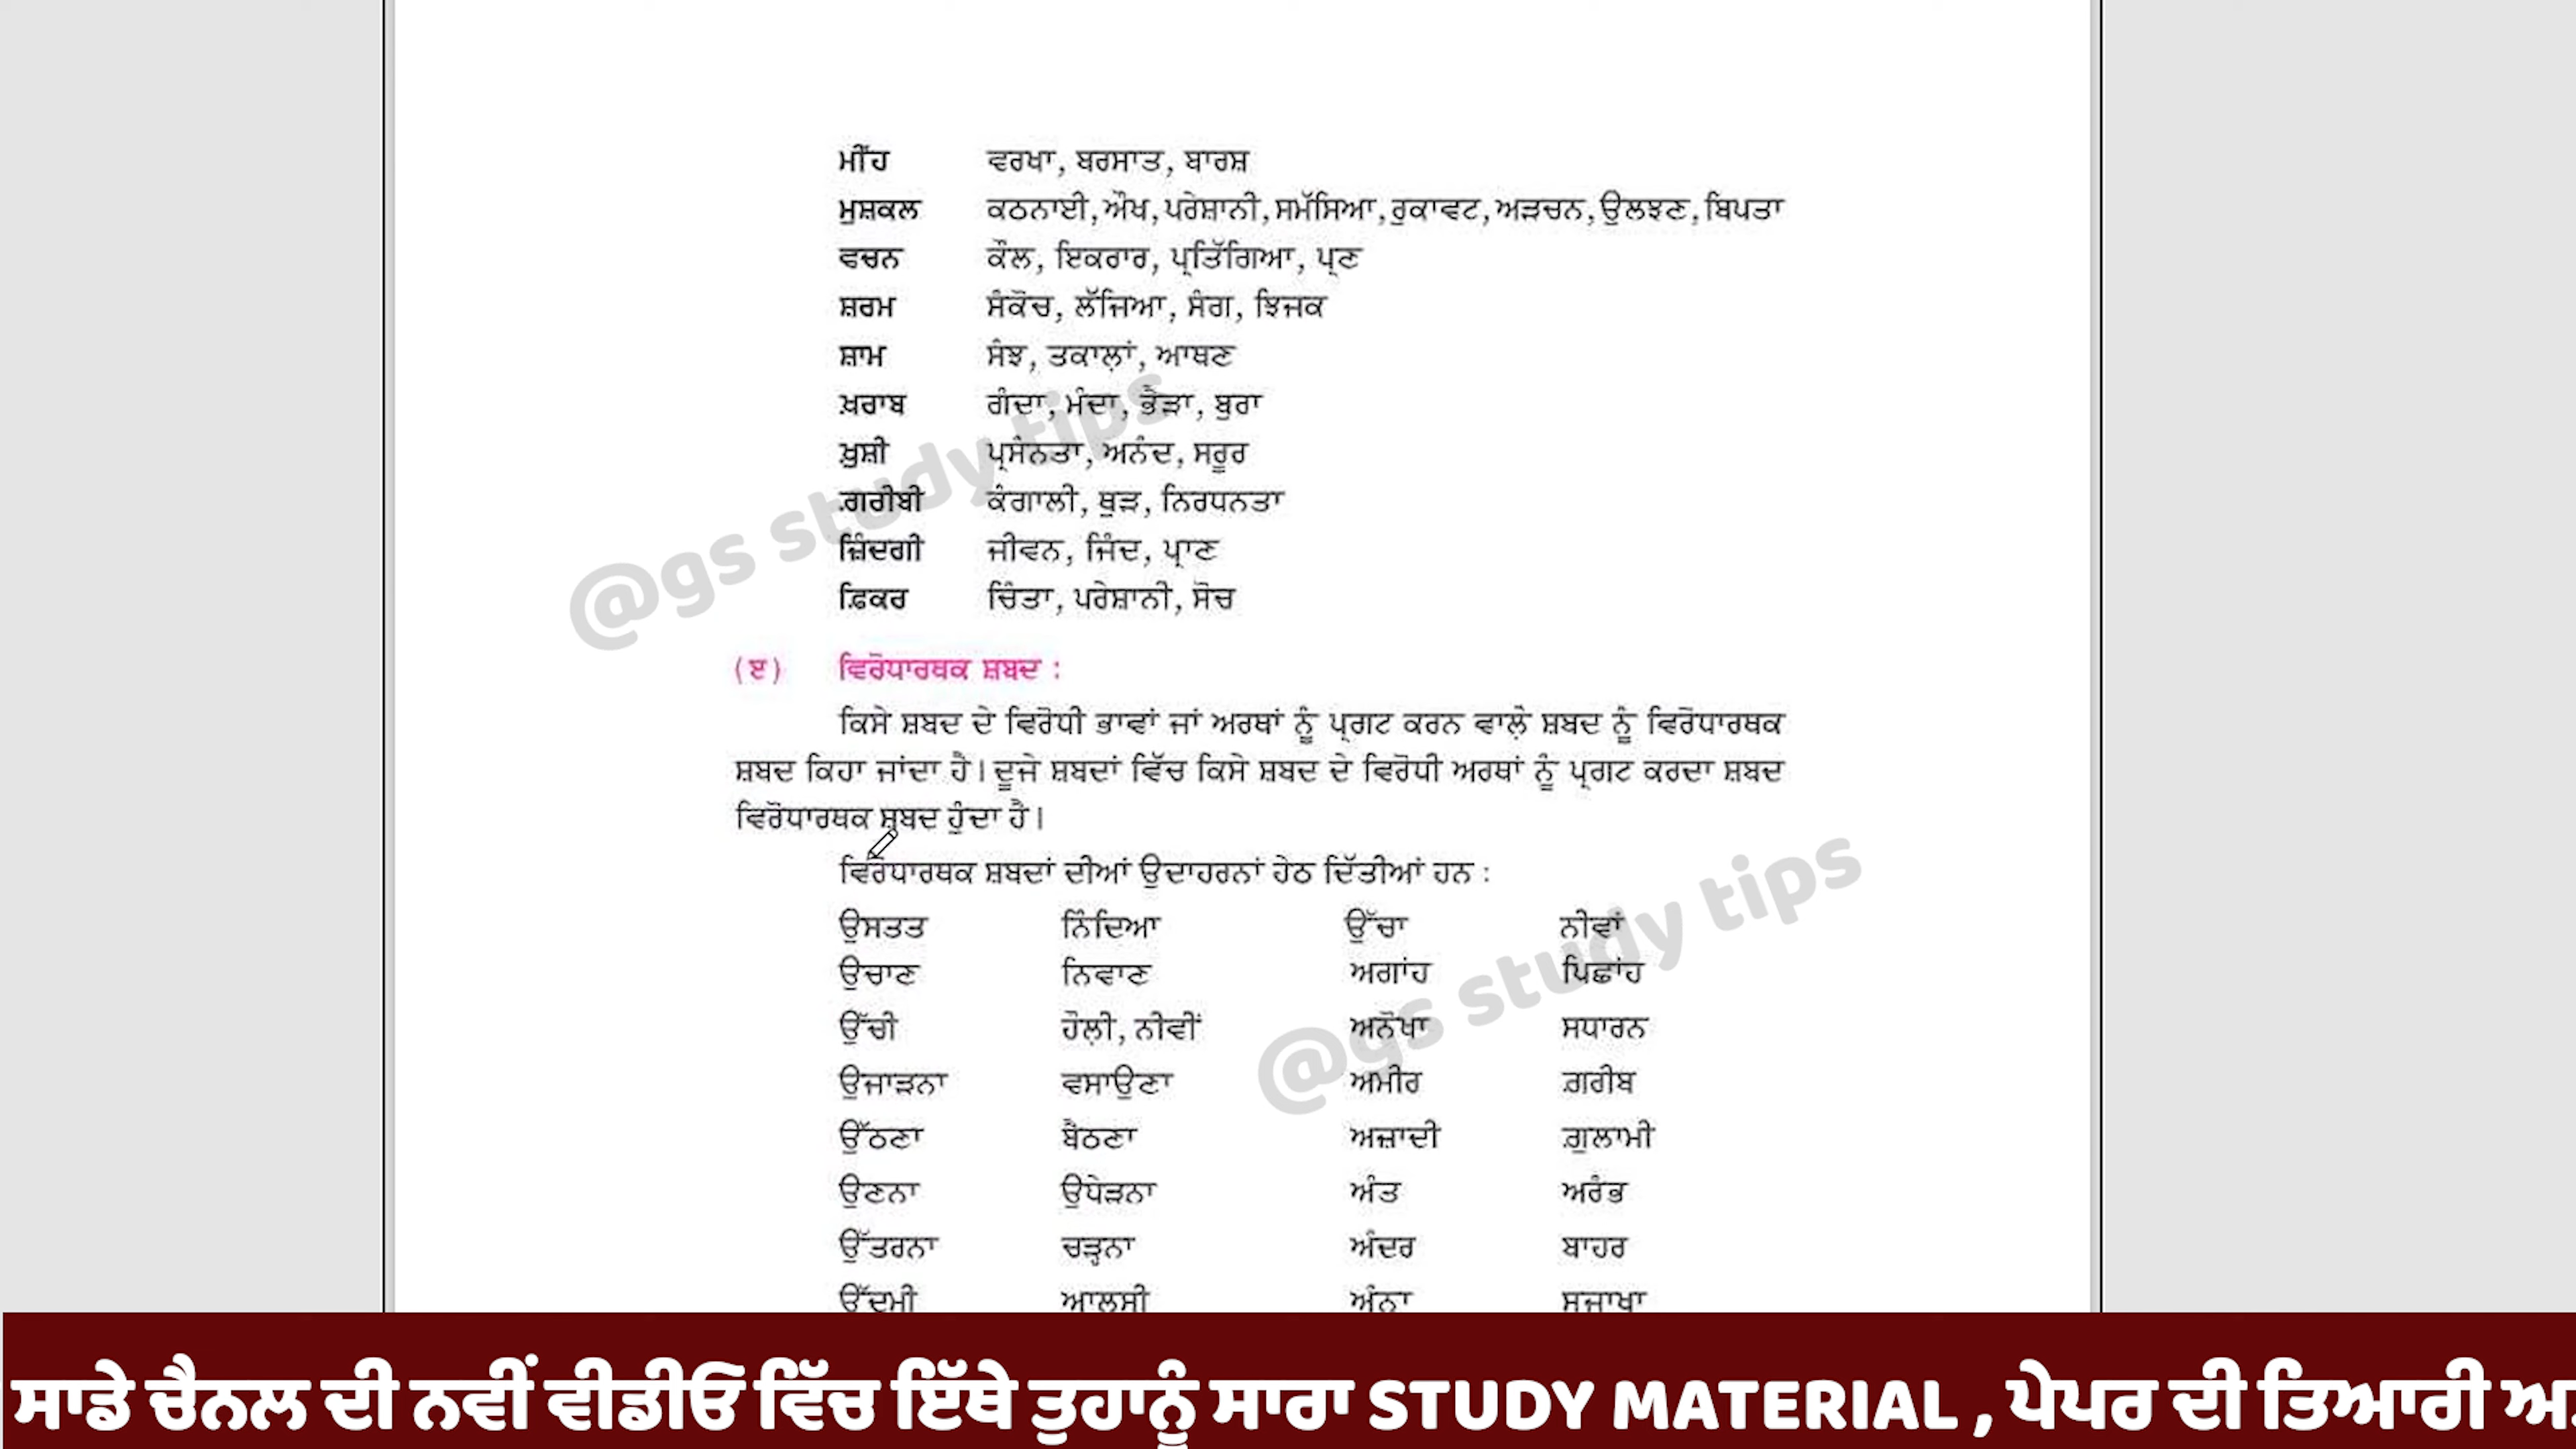 ਮੀਂਹ ਵਰਖਾ, ਬਰਸਾਤ, ਬਾਰਸ਼
ਮੁਸ਼ਕਲ ਕਠਨਾਈ, ਔਖ, ਪਰੇਸ਼ਾਨੀ, ਸਮੱਸਿਆ, ਰੁਕਾਵਟ, ਅੜਚਨ, ਉਲਝਣ, ਬਿਪਤਾ
ਵਚਨ ਕੌਲ, ਇਕਰਾਰ, ਪ੍ਰਤਿੱਗਿਆ, ਪ੍ਰਣ
ਸ਼ਰਮ ਸੰਕੋਚ, ਲੱਜਿਆ, ਸੰਗ, ਝਿਜਕ
ਸ਼ਾਮ ਸੰਝ, ਤਕਾਲਾਂ, ਆਥਣ
ਖ਼ਰਾਬ ਗੰਦਾ, ਮੰਦਾ, ਭੈੜਾ, ਬੁਰਾ
ਖ਼ੁਸ਼ੀ ਪ੍ਰਸੰਨਤਾ, ਅਨੰਦ, ਸਰੂਰ
ਗ਼ਰੀਬੀ ਕੰਗਾਲੀ, ਥੁੜ, ਨਿਰਧਨਤਾ
ਜ਼ਿੰਦਗੀ ਜੀਵਨ, ਜਿੰਦ, ਪ੍ਰਾਣ
ਫ਼ਿਕਰ ਚਿੰਤਾ, ਪਰੇਸ਼ਾਨੀ, ਸੋਚ
(ੲ) ਵਿਰੋਧਾਰਥਕ ਸ਼ਬਦ :
ਕਿਸੇ ਸ਼ਬਦ ਦੇ ਵਿਰੋਧੀ ਭਾਵਾਂ ਜਾਂ ਅਰਥਾਂ ਨੂੰ ਪ੍ਰਗਟ ਕਰਨ ਵਾਲ਼ੇ ਸ਼ਬਦ ਨੂੰ ਵਿਰੋਧਾਰਥਕ
ਸ਼ਬਦ ਕਿਹਾ ਜਾਂਦਾ ਹੈ। ਦੂਜੇ ਸ਼ਬਦਾਂ ਵਿੱਚ ਕਿਸੇ ਸ਼ਬਦ ਦੇ ਵਿਰੋਧੀ ਅਰਥਾਂ ਨੂੰ ਪ੍ਰਗਟ ਕਰਦਾ ਸ਼ਬਦ
ਵਿਰੋਧਾਰਥਕ ਸ਼ਬਦ ਹੁੰਦਾ ਹੈ।
ਵਿਰੋਧਾਰਥਕ ਸ਼ਬਦਾਂ ਦੀਆਂ ਉਦਾਹਰਨਾਂ ਹੇਠ ਦਿੱਤੀਆਂ ਹਨ :
ਉਸਤਤ ਨਿੰਦਿਆ ਉੱਚਾ ਨੀਵਾਂ
ਉਚਾਣ ਨਿਵਾਣ ਅਗਾਂਹ ਪਿਛਾਂਹ
ਉੱਚੀ ਹੌਲ਼ੀ, ਨੀਵੀਂ ਅਨੋਖਾ ਸਧਾਰਨ
ਉਜਾੜਨਾ ਵਸਾਉਣਾ ਅਮੀਰ ਗ਼ਰੀਬ
ਉੱਠਣਾ ਬੈਠਣਾ ਅਜ਼ਾਦੀ ਗ਼ੁਲਾਮੀ
ਉਣਨਾ ਉਧੇੜਨਾ ਅੰਤ ਅਰੰਭ
ਉੱਤਰਨਾ ਚੜ੍ਹਨਾ ਅੰਦਰ ਬਾਹਰ
ਉੱਦਮੀ ਆਲਸੀ ਅੰਨਾ ਸੁਜਾਖਾ
@gs study tips
@gs study tips
ਸਾਡੇ ਚੈਨਲ ਦੀ ਨਵੀਂ ਵੀਡੀਓ ਵਿੱਚ ਇੱਥੇ ਤੁਹਾਨੂੰ ਸਾਰਾ STUDY MATERIAL , ਪੇਪਰ ਦੀ ਤਿਆਰੀ